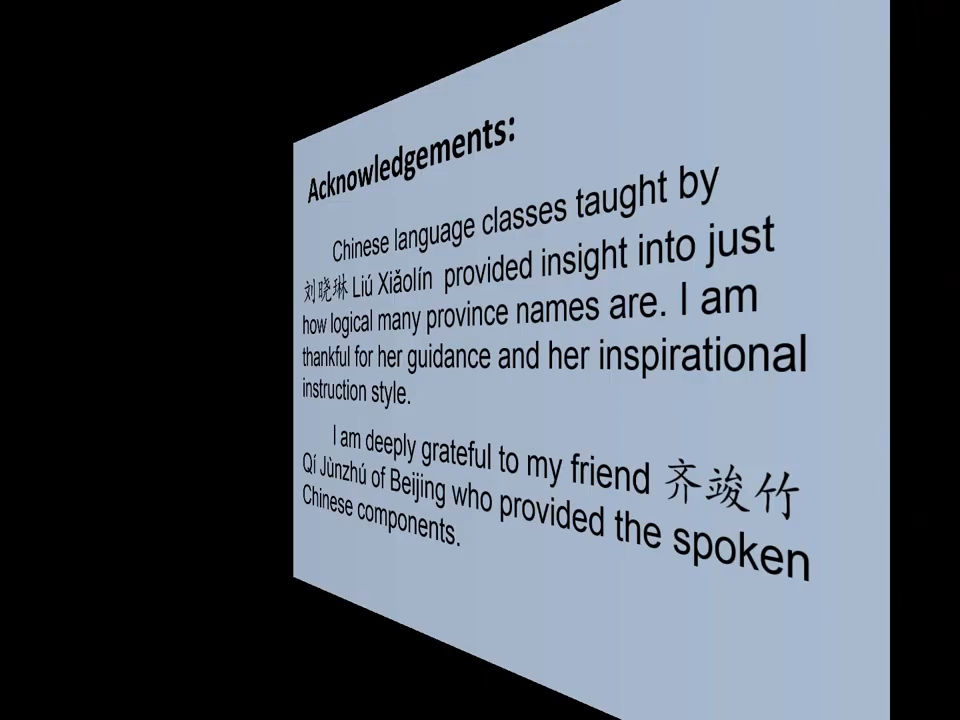 Acknowledgements:
Chinese language classes taught by
刘晓琳 Liú Xiǎolín provided insight into just
how logical many province names are. I am
thankful for her guidance and her inspirational
instruction style.
I am deeply grateful to my friend 齐竣竹
Qí Jùnzhú of Beijing who provided the spoken
Chinese components.